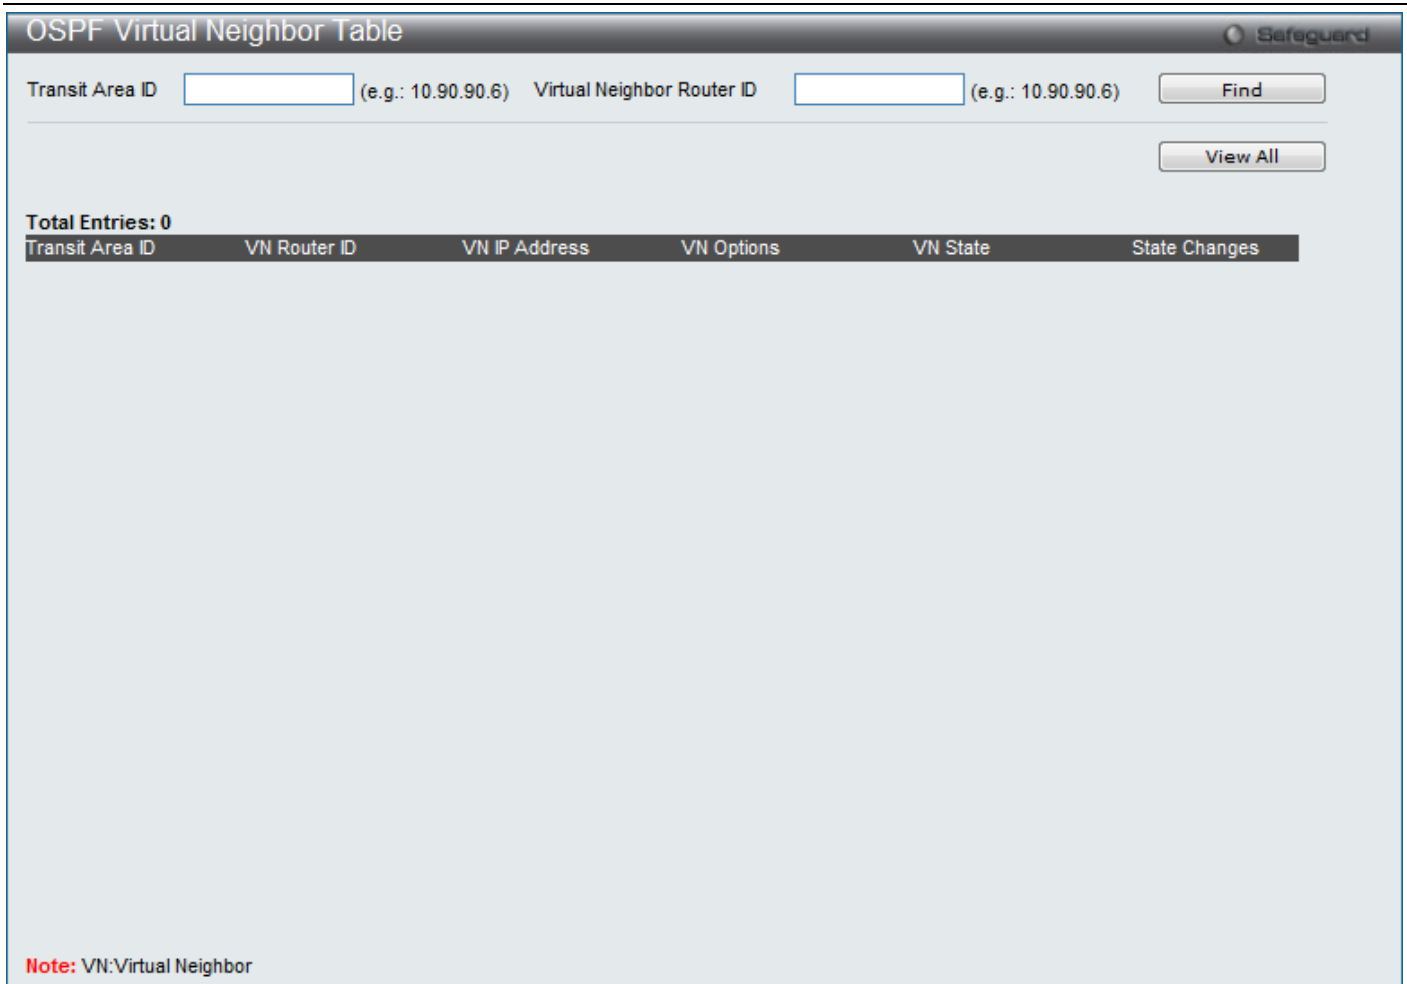 OSPF Virtual Neighbor Table
Safeguard
Transit Area ID (e.g.: 10.90.90.6) Virtual Neighbor Router ID (e.g.: 10.90.90.6) Find
View All
Total Entries: 0
Transit Area ID VN Router ID VN IP Address VN Options VN State State Changes
Note: VN:Virtual Neighbor